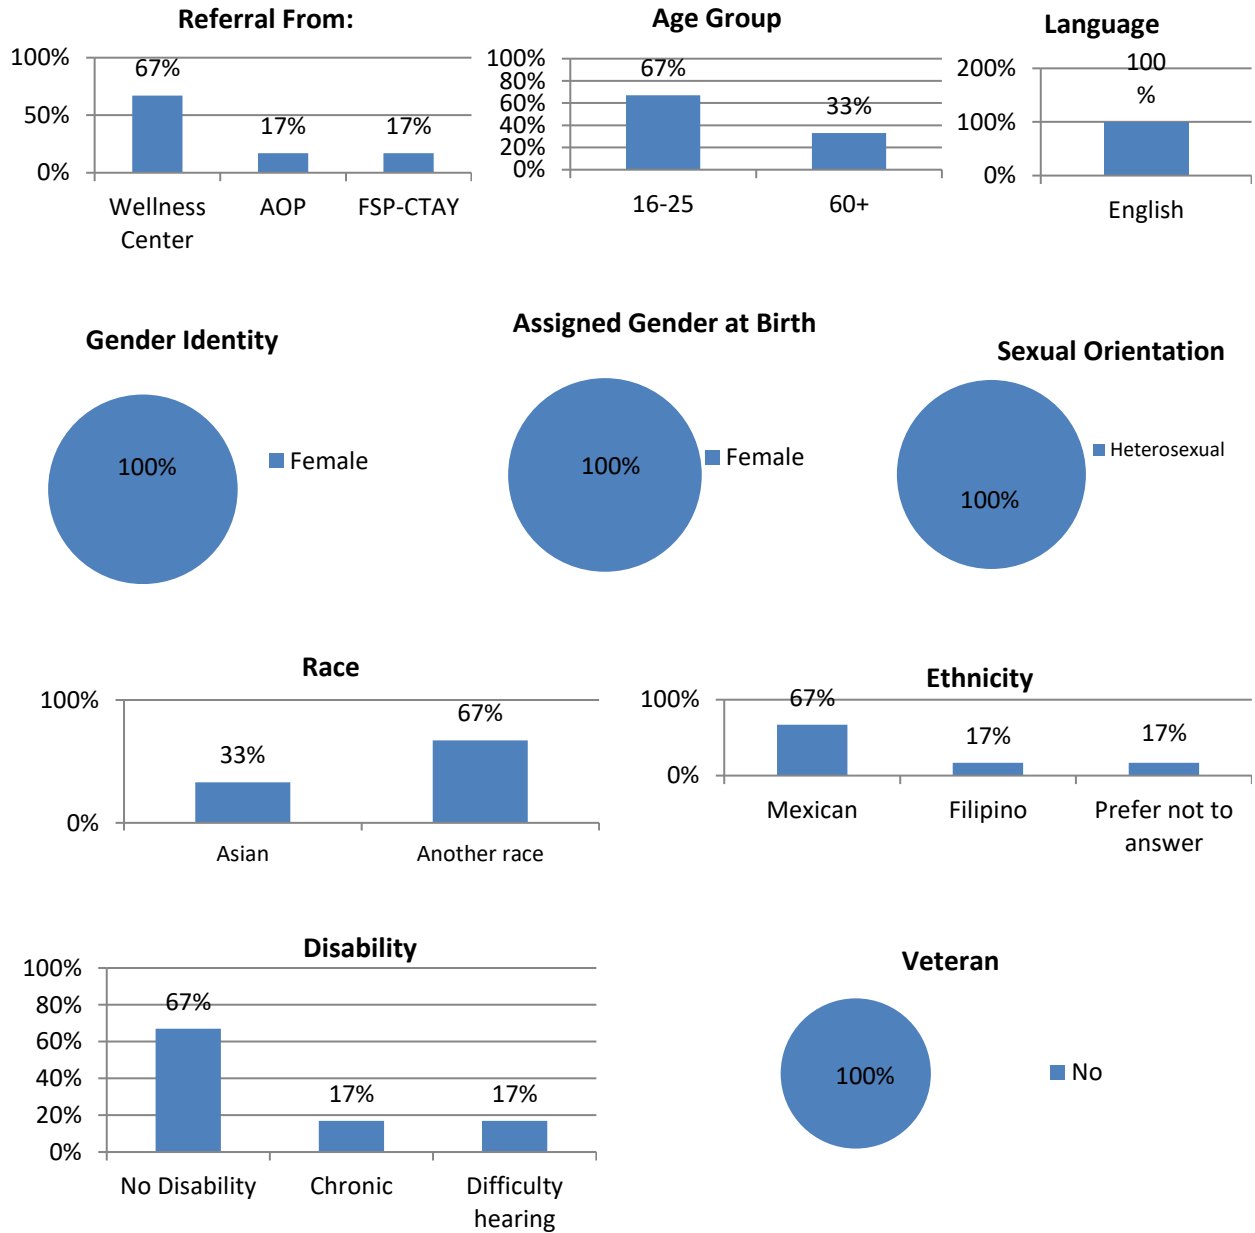 Referral From:
100%
50%
0%
67%
17%
17%
Wellness
Center
AOP
FSP-CTAY
Age Group
100%
80%
60%
40%
20%
0%
67%
33%
16-25
60+
Language
200%
100%
0%
100
%
English
Gender Identity
100%
Female
Assigned Gender at Birth
100%
Female
Sexual Orientation
100%
Heterosexual
Race
100%
0%
33%
67%
Asian
Another race
Ethnicity
100%
0%
67%
17%
17%
Mexican
Filipino
Prefer not to
answer
Disability
100%
80%
60%
40%
20%
0%
67%
17%
17%
No Disability
Chronic
Difficulty
hearing
Veteran
100%
No